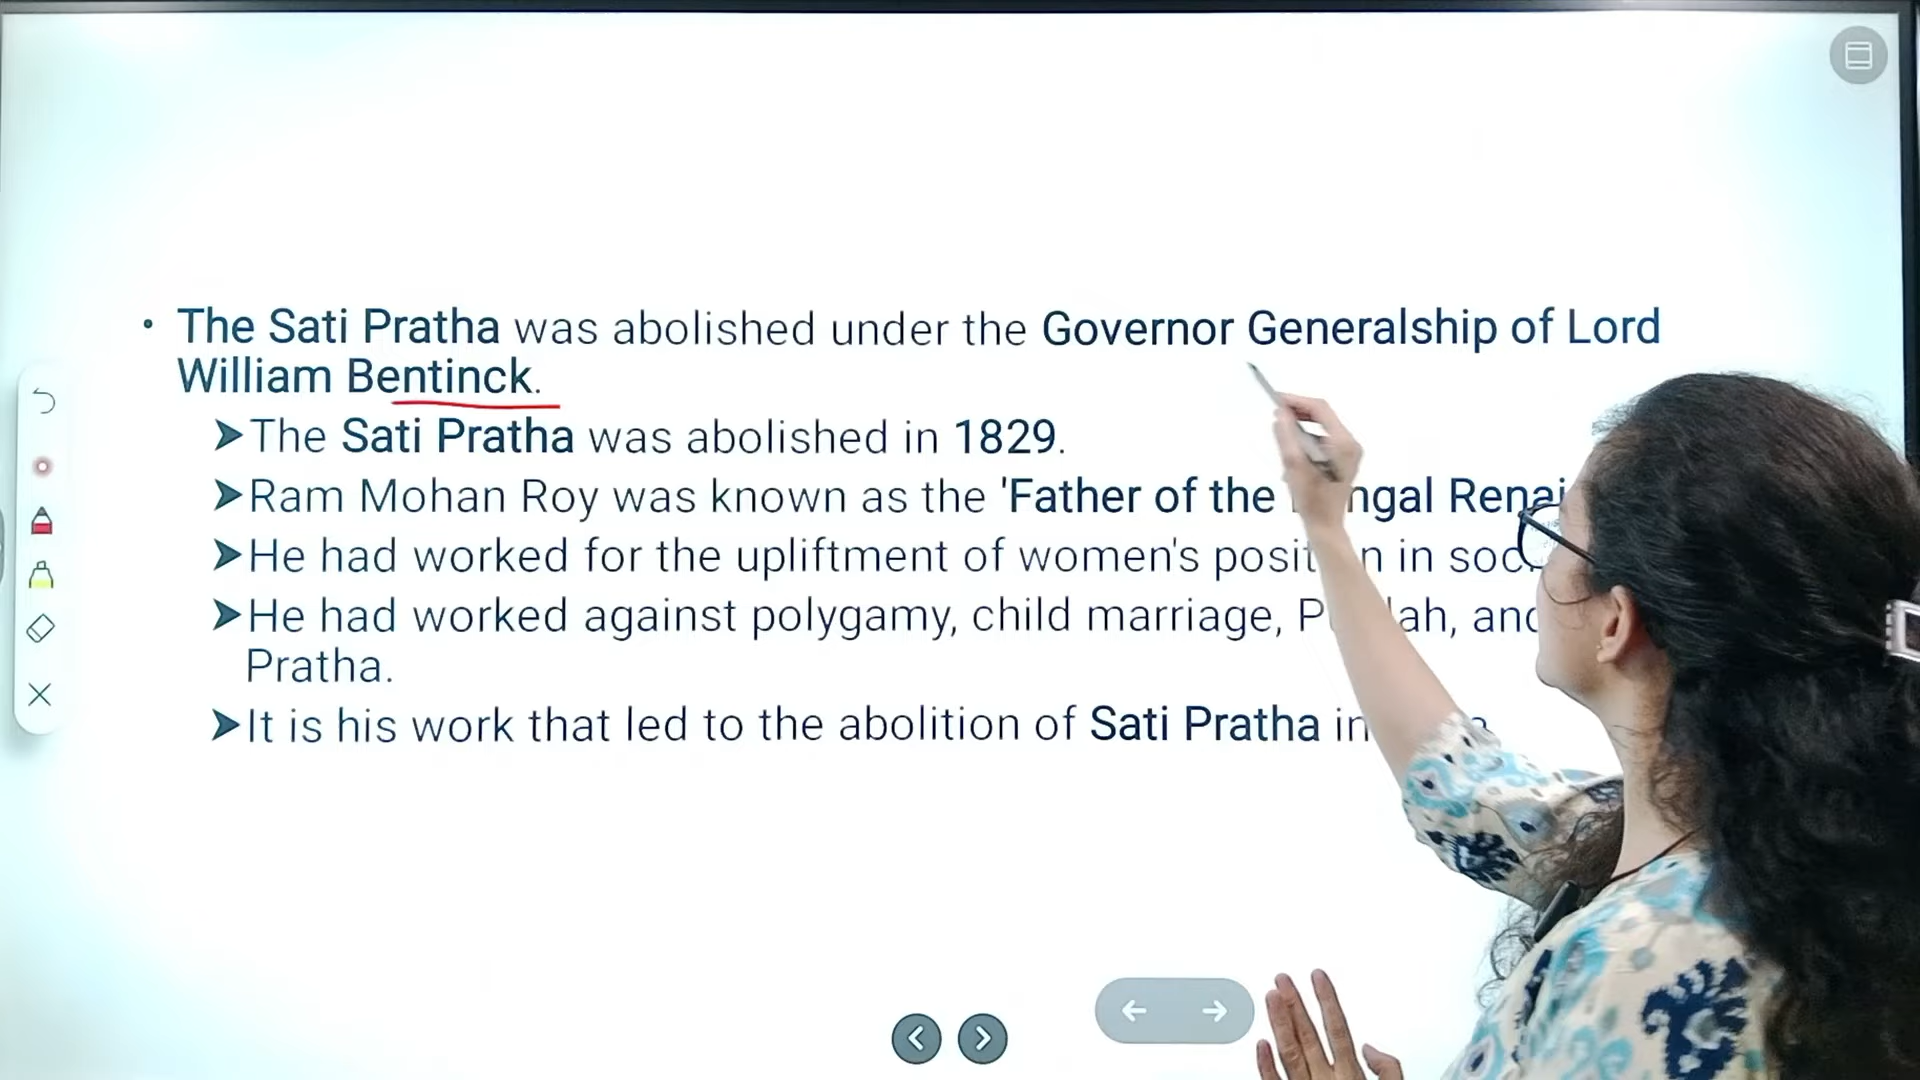 • The Sati Pratha was abolished under the Governor Generalship of Lord
William Bentinck.
➤The Sati Pratha was abolished in 1829.
➤Ram Mohan Roy was known as the 'Father of the
➤He had worked for the upliftment of women's in
➤He had worked against polygamy, child marriage,
Pratha.
➤It is his work that led to the abolition of Sati Pratha in